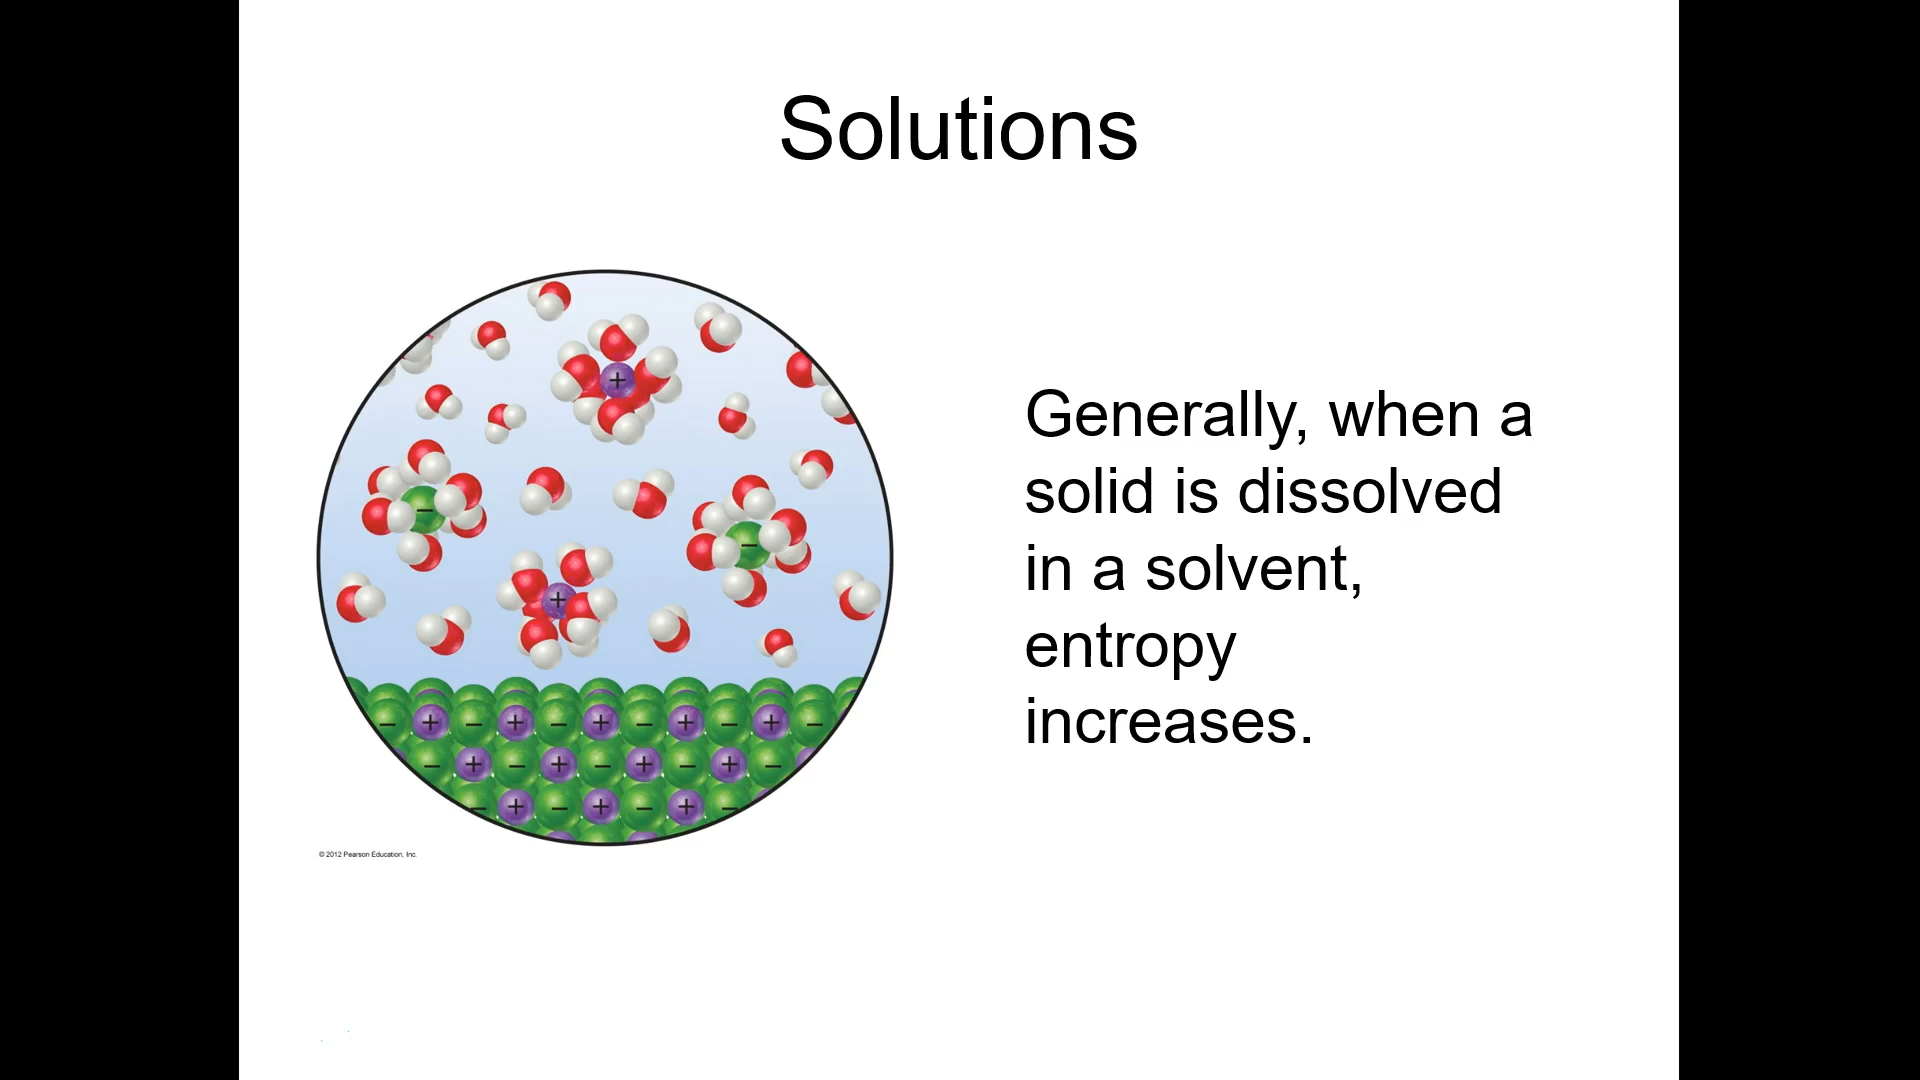 Solutions
Generally, when a
solid is dissolved
in a solvent,
entropy
increases.
+
−
−
+
− + − + − + − + − + −
− + − + − + − + −
− + − + − + −
© 2012 Pearson Education, Inc.